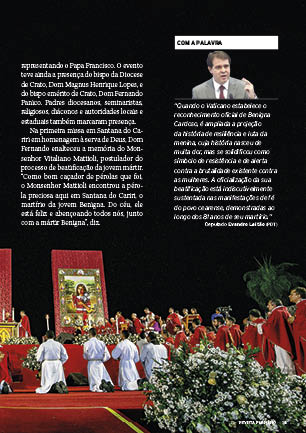 representando o Papa Francisco. O evento
teve ainda a presença do bispo da Diocese
de Crato, Dom Magnus Henrique Lopes, e
do bispo emérito de Crato, Dom Fernando
Panico. Padres diocesanos, seminaristas,
religiosos, diáconos e autoridades locais e
estaduais também marcaram presença.
Na primeira missa em Santana do Ca-
riri em homenagem à serva de Deus, Dom
Fernando enalteceu a memória do Mon-
senhor Vitaliano Mattioli, postulador do
processo de beatificação da jovem mártir.
"Como bom caçador de pérolas que foi,
o Monsenhor Mattioli encontrou a péro-
la preciosa aqui em Santana do Cariri, o
martírio da jovem Benigna. Do céu, ele
está feliz e abençoando todos nós, junto
com a mártir Benigna", diz.
COM A PALAVRA
"Quando o Vaticano estabelece o
reconhecimento oficial de Benigna
Cardoso, é ampliada a projeção
da história de resiliência e luta da
menina, cuja história nasceu de
muita dor, mas se solidificou como
símbolo de resistência e de alerta
contra a brutalidade existente contra
as mulheres. A oficialização da sua
beatificação está indiscutivelmente
sustentada nas manifestações de fé
do povo cearense, demonstradas ao
longo dos 81 anos de seu martírio."
Deputado Evandro Leitão (PDT)